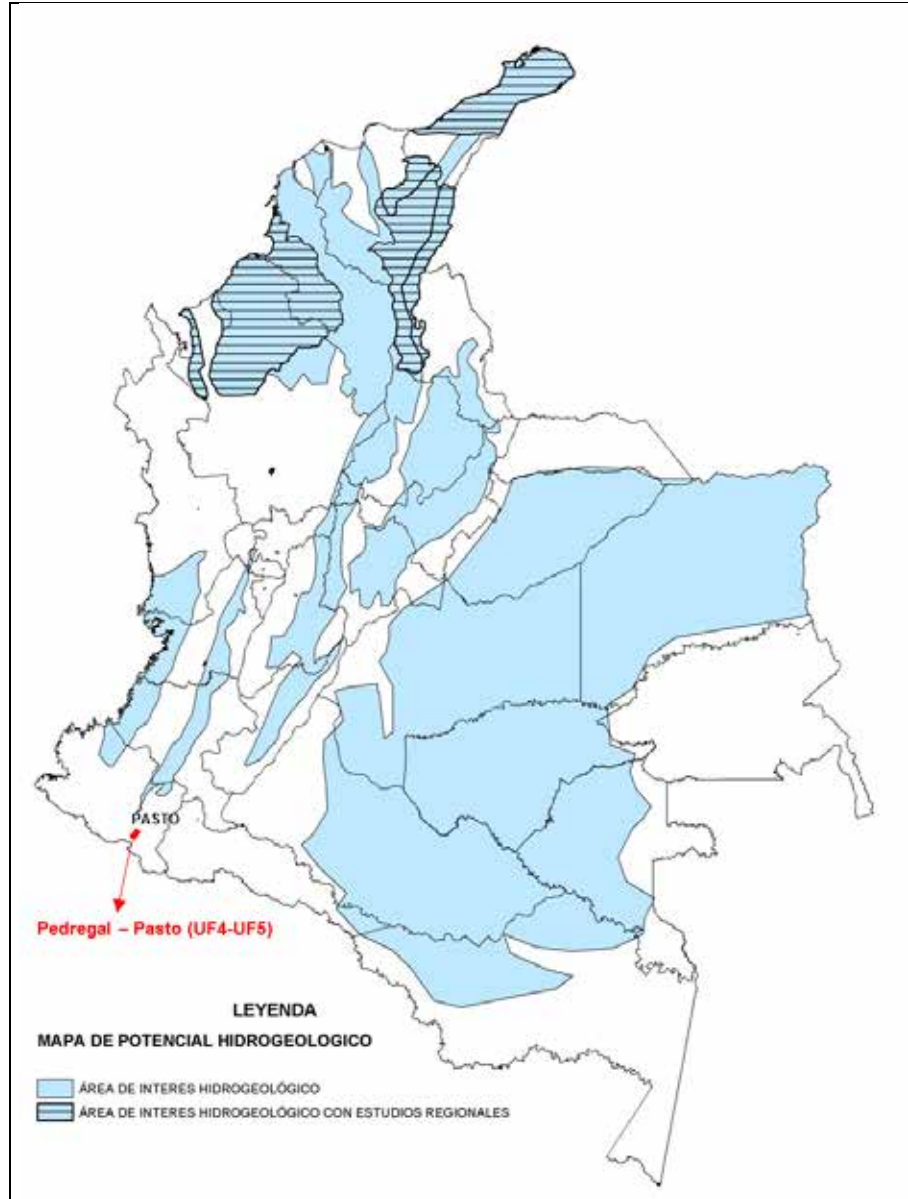 PASTO
Pedregal – Pasto (UF4-UF5)
LEYENDA
MAPA DE POTENCIAL HIDROGEOLOGICO
ÁREA DE INTERES HIDROGEOLÓGICO
ÁREA DE INTERES HIDROGEOLÓGICO CON ESTUDIOS REGIONALES